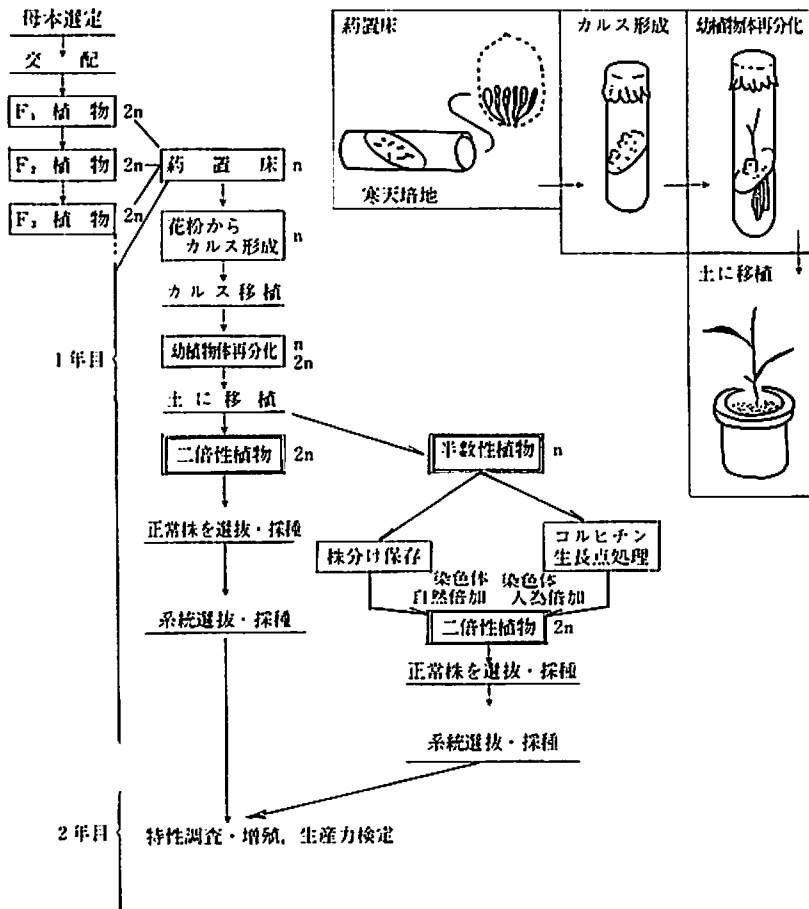 母本選定
交配
F₁ 植物 2n
F₂ 植物 2n
F₃ 植物 2n
葯置床 n
花粉から
カルス形成 n
カルス移植
幼植物体再分化 n
2n
土に移植
二倍性植物 2n
正常株を選抜・採種
系統選抜・採種
半数性植物 n
株分け保存
コルヒチン
生長点処理
染色体
自然倍加
染色体
人為倍加
二倍性植物 2n
正常株を選抜・採種
系統選抜・採種
1年目
2年目
特性調査・増殖, 生産力検定
葯置床
寒天培地
カルス形成
幼植物体再分化
土に移植